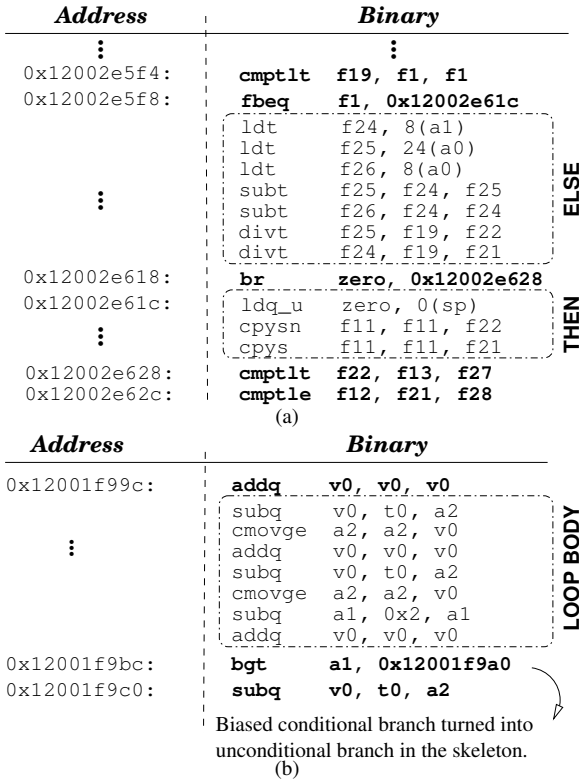 Address Binary
⋮ ⋮
0x12002e5f4: cmptlt f19, f1, f1
0x12002e5f8: fbeq f1, 0x12002e61c
ldt f24, 8(a1)
ldt f25, 24(a0)
ldt f26, 8(a0)
⋮ subt f25, f24, f25
subt f26, f24, f24
divt f25, f19, f22
divt f24, f19, f21
ELSE
0x12002e618: br zero, 0x12002e628
0x12002e61c: ldq_u zero, 0(sp)
⋮ cpysn f11, f11, f22
cpys f11, f11, f21
THEN
0x12002e628: cmptlt f22, f13, f27
0x12002e62c: cmptle f12, f21, f28
(a)
Address Binary
0x12001f99c: addq v0, v0, v0
subq v0, t0, a2
cmovge a2, a2, v0
⋮ addq v0, v0, v0
subq v0, t0, a2
cmovge a2, a2, v0
subq a1, 0x2, a1
addq v0, v0, v0
LOOP BODY
0x12001f9bc: bgt a1, 0x12001f9a0
0x12001f9c0: subq v0, t0, a2
Biased conditional branch turned into
unconditional branch in the skeleton.
(b)